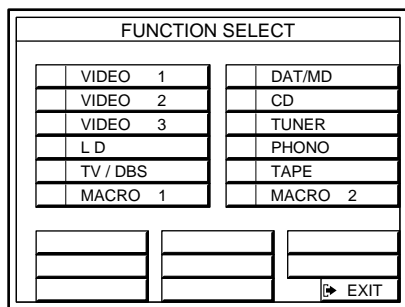 FUNCTION SELECT
VIDEO 1
VIDEO 2
VIDEO 3
L D
TV / DBS
MACRO 1
DAT/MD
CD
TUNER
PHONO
TAPE
MACRO 2
EXIT